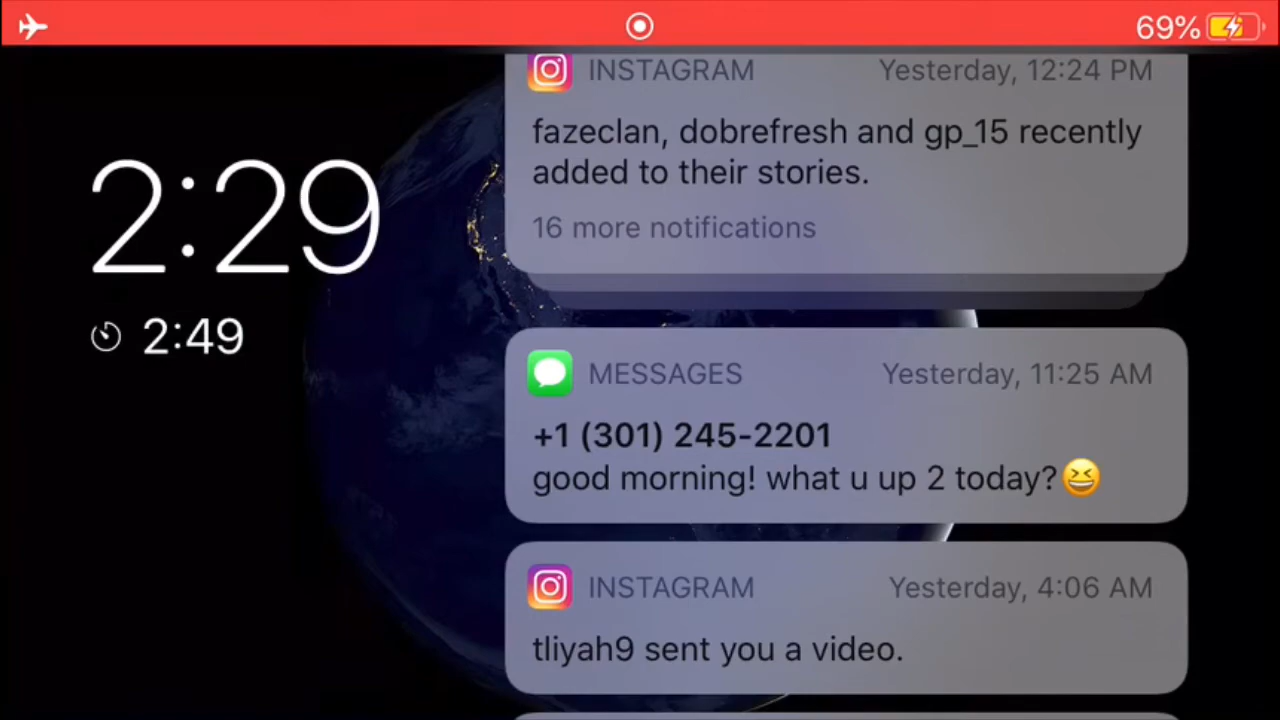 69%
2:29
2:49
INSTAGRAM Yesterday, 12:24 PM
fazeclan, dobrefresh and gp_15 recently
added to their stories.
16 more notifications
MESSAGES Yesterday, 11:25 AM
+1 (301) 245-2201
good morning! what u up 2 today?😆
INSTAGRAM Yesterday, 4:06 AM
tliyah9 sent you a video.